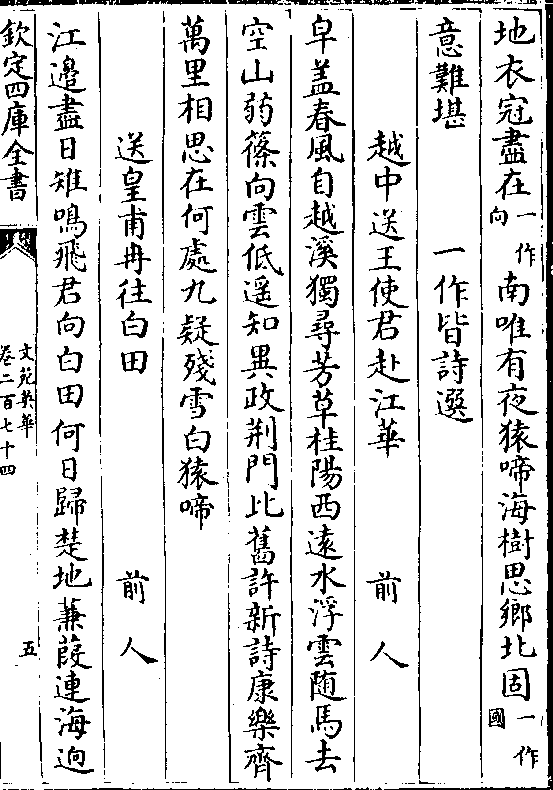 地衣冠盡在一作向南唯有夜猿啼海樹思鄉北固一作國
意難堪　一作皆詩選
越中送王使君赴江華　前人
皁盖春風自越溪獨尋芳草桂陽西遠水浮雲随馬去
空山弱篠向雲低遥知異政荆門比舊許新詩康樂齊
萬里相思在何處九疑殘雪白猿啼
送皇甫冉往白田　前人
江邊盡日雉鳴飛君向白田何日歸楚地蒹葭連海迥
欽定四庫全書
文苑英華
卷二百七十四
五